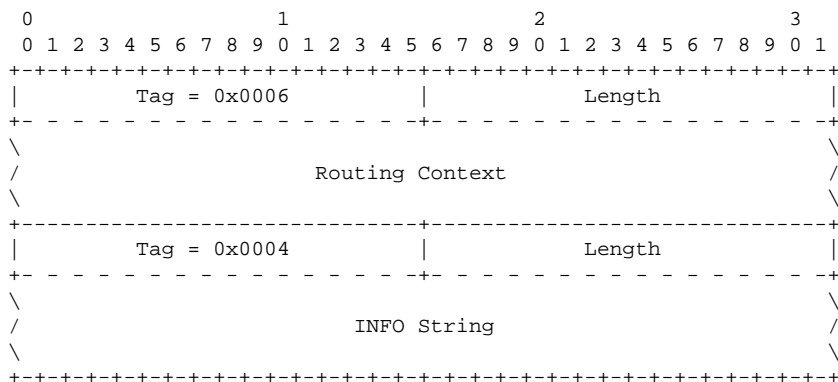 0                   1                   2                   3
 0 1 2 3 4 5 6 7 8 9 0 1 2 3 4 5 6 7 8 9 0 1 2 3 4 5 6 7 8 9 0 1
+-+-+-+-+-+-+-+-+-+-+-+-+-+-+-+-+-+-+-+-+-+-+-+-+-+-+-+-+-+-+-+-+
|         Tag = 0x0006          |            Length             |
+- - - - - - - - - - - - - - - -+- - - - - - - - - - - - - - - -+
\                                                               \
/                       Routing Context                         /
\                                                               \
+-------------------------------+-------------------------------+
|         Tag = 0x0004          |            Length             |
+- - - - - - - - - - - - - - - -+- - - - - - - - - - - - - - - -+
\                                                               \
/                          INFO String                          /
\                                                               \
+-+-+-+-+-+-+-+-+-+-+-+-+-+-+-+-+-+-+-+-+-+-+-+-+-+-+-+-+-+-+-+-+